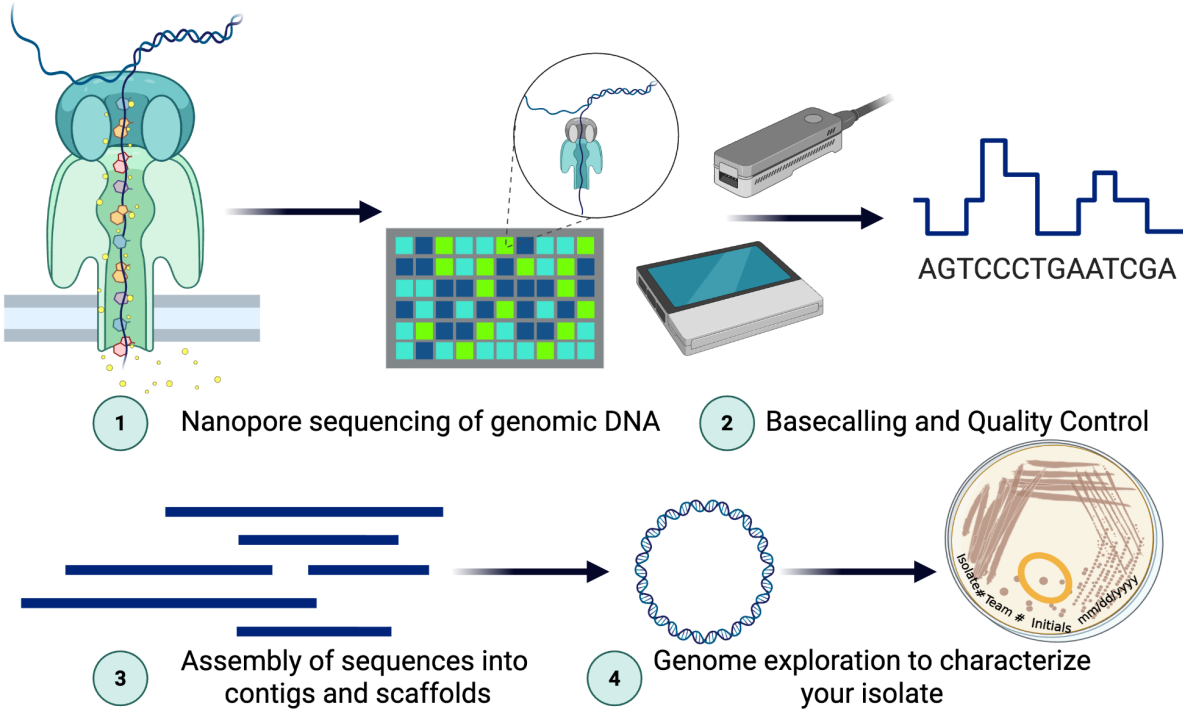 AGTCCCTGAATCGA
1 Nanopore sequencing of genomic DNA
2 Basecalling and Quality Control
Isolate# Team # Initials mm/dd/yyyy
3 Assembly of sequences into
contigs and scaffolds
4 Genome exploration to characterize
your isolate